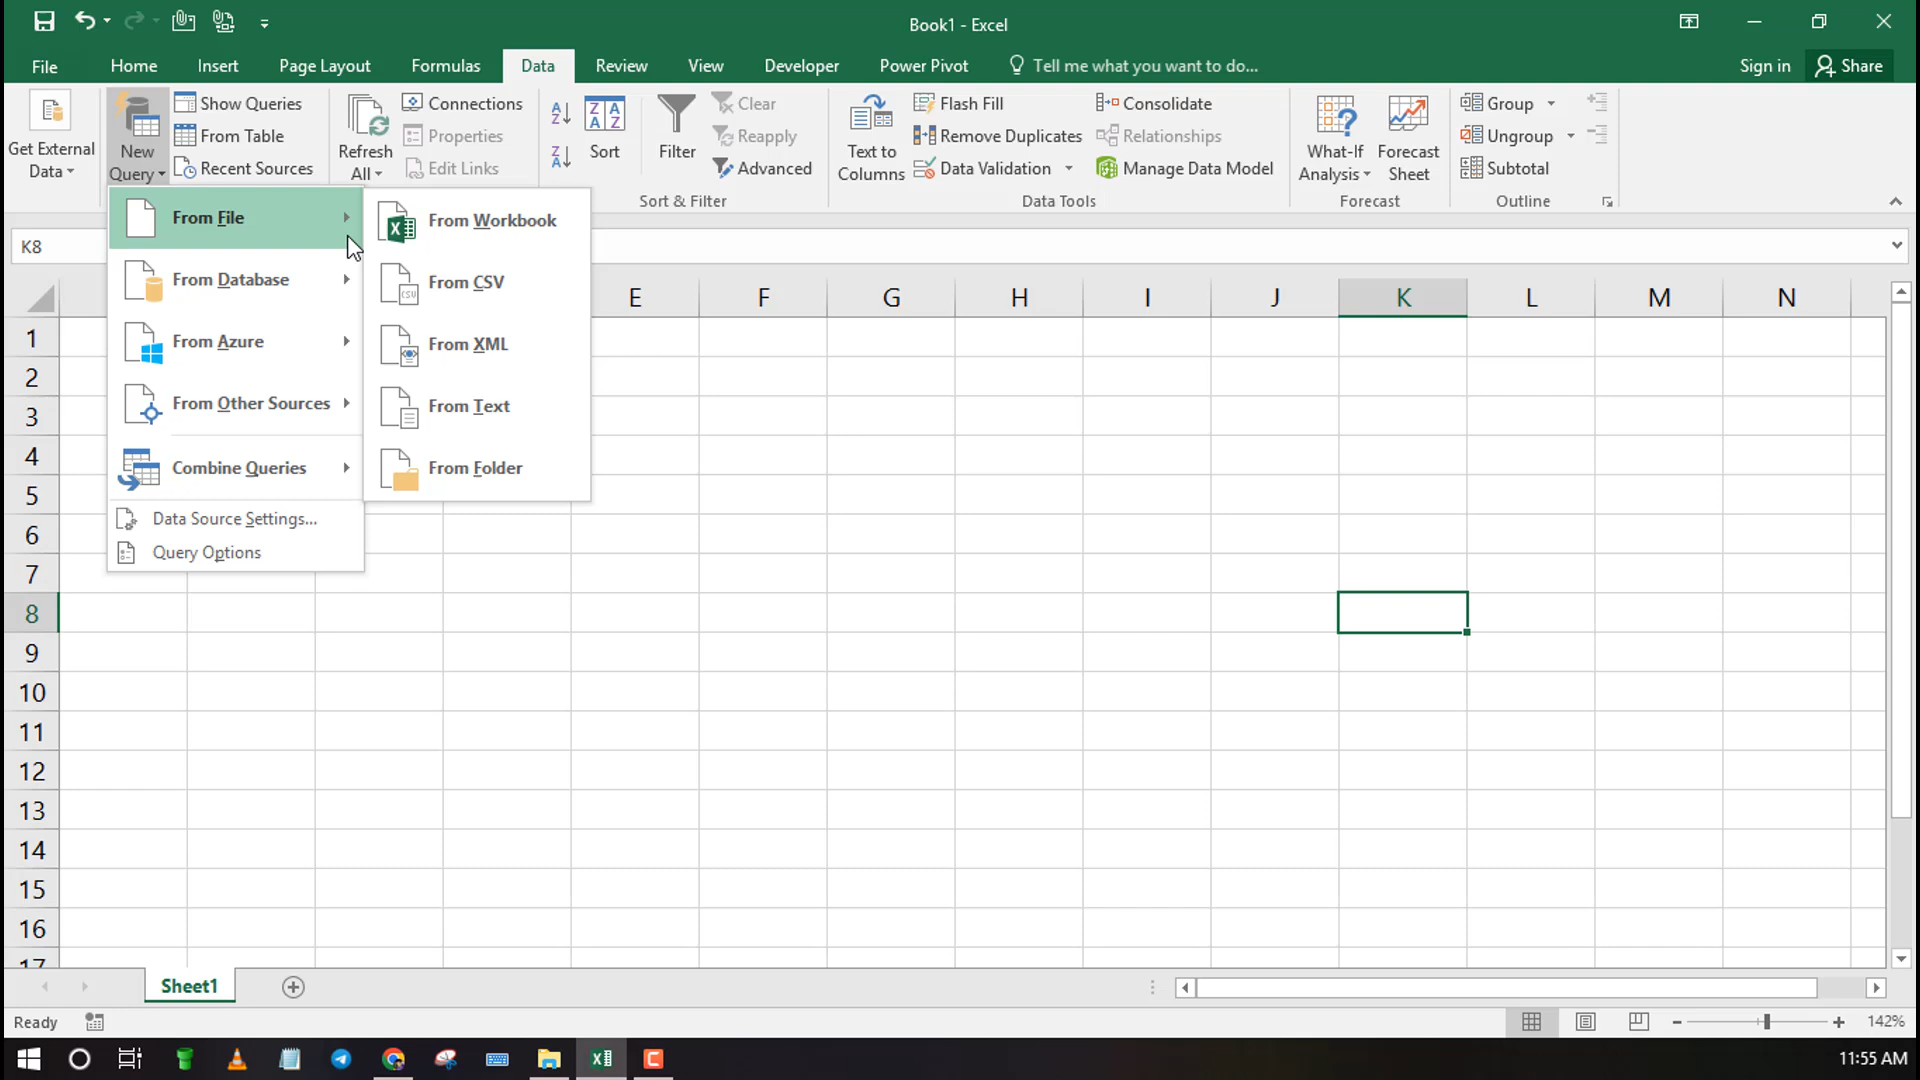 Book1 - Excel
File Home Insert Page Layout Formulas Data Review View Developer Power Pivot Tell me what you want to do... Sign in Share
Get External Data
New Query
Show Queries
From Table
Recent Sources
Refresh All
Connections
Properties
Edit Links
Sort
Filter
Clear
Reapply
Advanced
Sort & Filter
Text to Columns
Flash Fill
Remove Duplicates
Data Validation
Consolidate
Relationships
Manage Data Model
Data Tools
What-If Analysis
Forecast Sheet
Forecast
Group
Ungroup
Subtotal
Outline
From File
From Database
From Azure
From Other Sources
Combine Queries
Data Source Settings...
Query Options
From Workbook
From CSV
From XML
From Text
From Folder
K8
E F G H I J K L M N
1
2
3
4
5
6
7
8
9
10
11
12
13
14
15
16
17
Sheet1
Ready
142%
11:55 AM